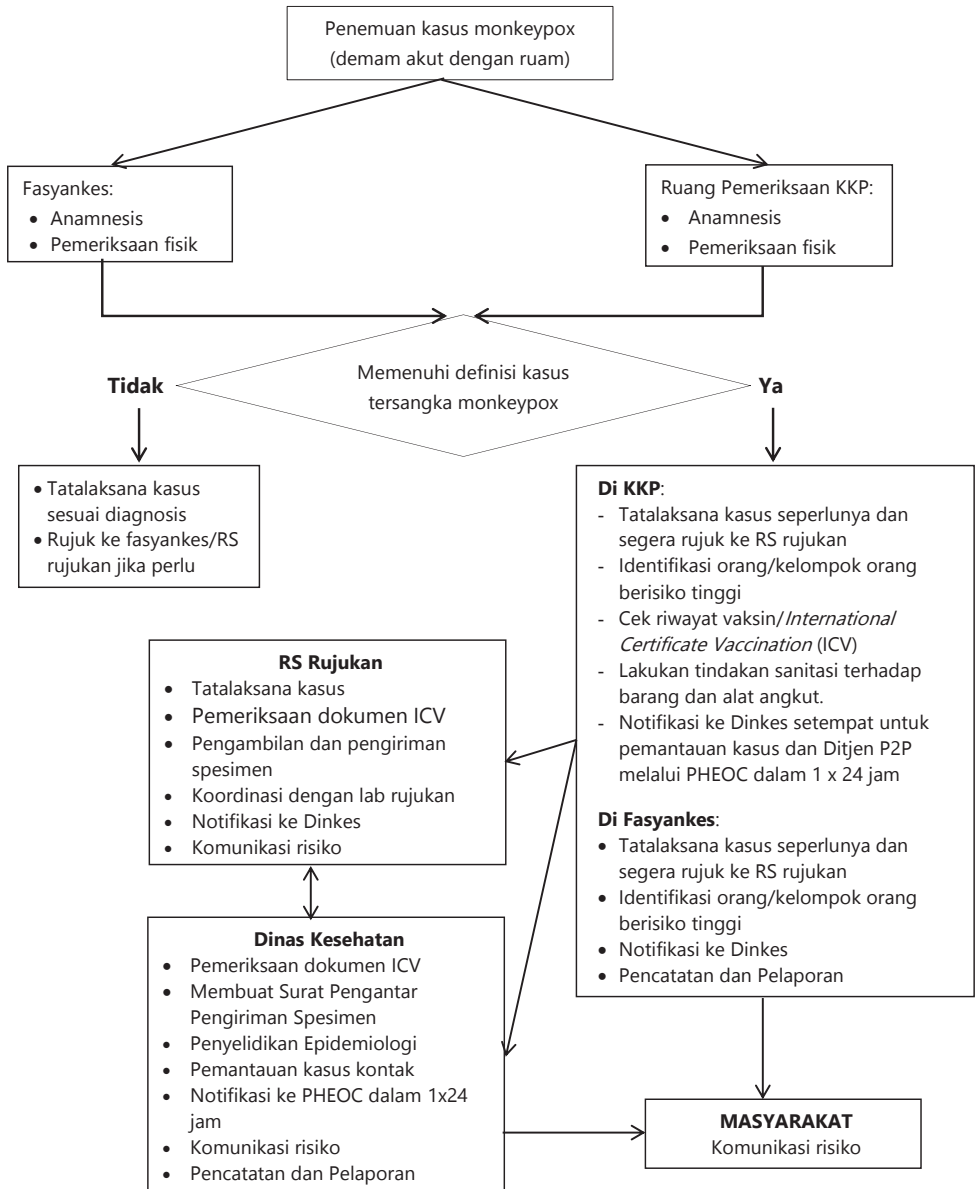 Penemuan kasus monkeypox
(demam akut dengan ruam)
Fasyankes:
• Anamnesis
• Pemeriksaan fisik
Ruang Pemeriksaan KKP:
• Anamnesis
• Pemeriksaan fisik
Memenuhi definisi kasus
tersangka monkeypox
Tidak
Ya
• Tatalaksana kasus
sesuai diagnosis
• Rujuk ke fasyankes/RS
rujukan jika perlu
Di KKP:
- Tatalaksana kasus seperlunya dan
segera rujuk ke RS rujukan
- Identifikasi orang/kelompok orang
berisiko tinggi
- Cek riwayat vaksin/International
Certificate Vaccination (ICV)
- Lakukan tindakan sanitasi terhadap
barang dan alat angkut.
- Notifikasi ke Dinkes setempat untuk
pemantauan kasus dan Ditjen P2P
melalui PHEOC dalam 1 x 24 jam
Di Fasyankes:
• Tatalaksana kasus seperlunya dan
segera rujuk ke RS rujukan
• Identifikasi orang/kelompok orang
berisiko tinggi
• Notifikasi ke Dinkes
• Pencatatan dan Pelaporan
RS Rujukan
• Tatalaksana kasus
• Pemeriksaan dokumen ICV
• Pengambilan dan pengiriman
spesimen
• Koordinasi dengan lab rujukan
• Notifikasi ke Dinkes
• Komunikasi risiko
Dinas Kesehatan
• Pemeriksaan dokumen ICV
• Membuat Surat Pengantar
Pengiriman Spesimen
• Penyelidikan Epidemiologi
• Pemantauan kasus kontak
• Notifikasi ke PHEOC dalam 1x24
jam
• Komunikasi risiko
• Pencatatan dan Pelaporan
MASYARAKAT
Komunikasi risiko